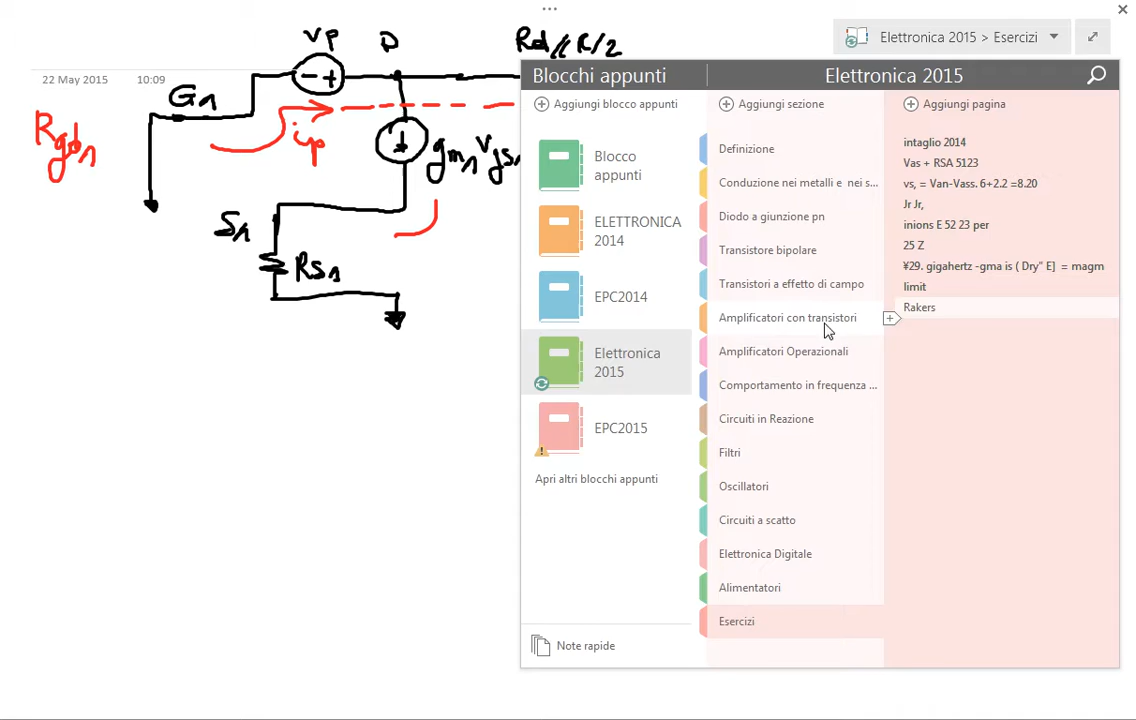 Elettronica 2015 > Esercizi
vp
D
Rd//R/2
22 May 2015
10:09
G1
Rgd1
ip
gm1 vgs1
S1
RS1
Blocchi appunti
Elettronica 2015
Aggiungi blocco appunti
Aggiungi sezione
Aggiungi pagina
Blocco
appunti
ELETTRONICA
2014
EPC2014
Elettronica
2015
EPC2015
Apri altri blocchi appunti
Note rapide
Definizione
Conduzione nei metalli e nei s...
Diodo a giunzione pn
Transistore bipolare
Transistori a effetto di campo
Amplificatori con transistori
Amplificatori Operazionali
Comportamento in frequenza ...
Circuiti in Reazione
Filtri
Oscillatori
Circuiti a scatto
Elettronica Digitale
Alimentatori
Esercizi
intaglio 2014
Vas + RSA 5123
vs, = Van-Vass. 6+2.2 =8.20
Jr Jr,
inions E 52 23 per
25 Z
¥29. gigahertz -gma is ( Dry" E] = magm
limit
Rakers